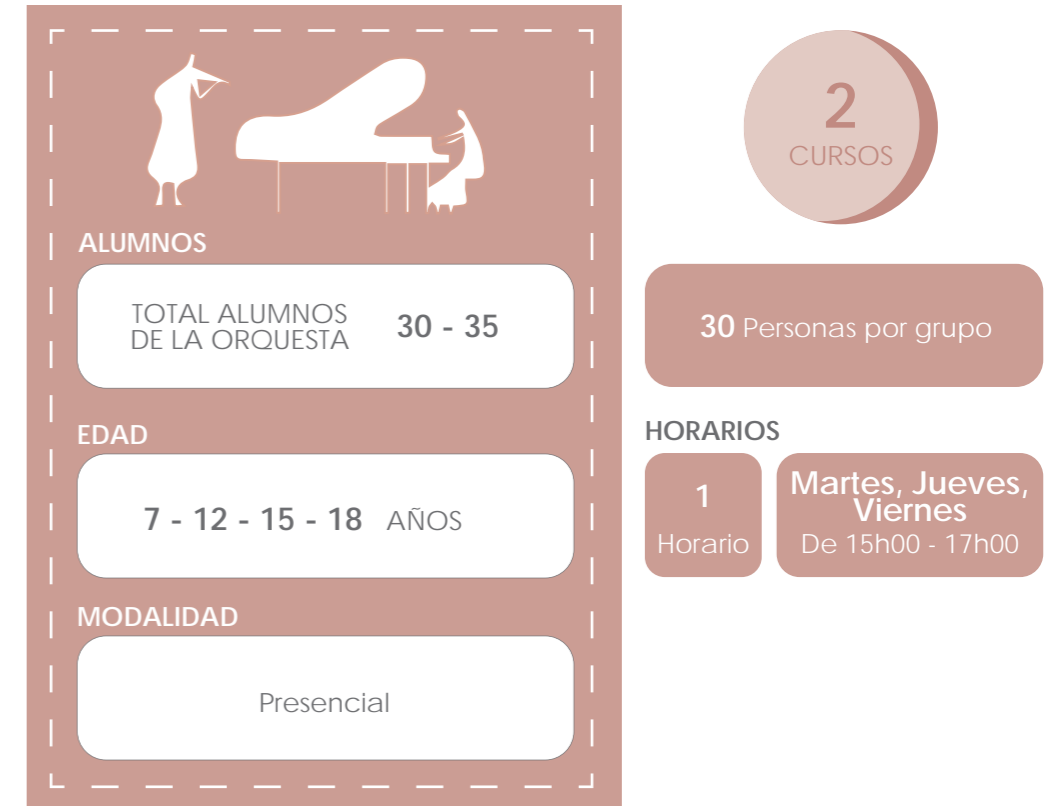 ALUMNOS
TOTAL ALUMNOS
DE LA ORQUESTA
30 - 35
EDAD
7 - 12 - 15 - 18 AÑOS
MODALIDAD
Presencial
2
CURSOS
30 Personas por grupo
HORARIOS
1
Horario
Martes, Jueves,
Viernes
De 15h00 - 17h00